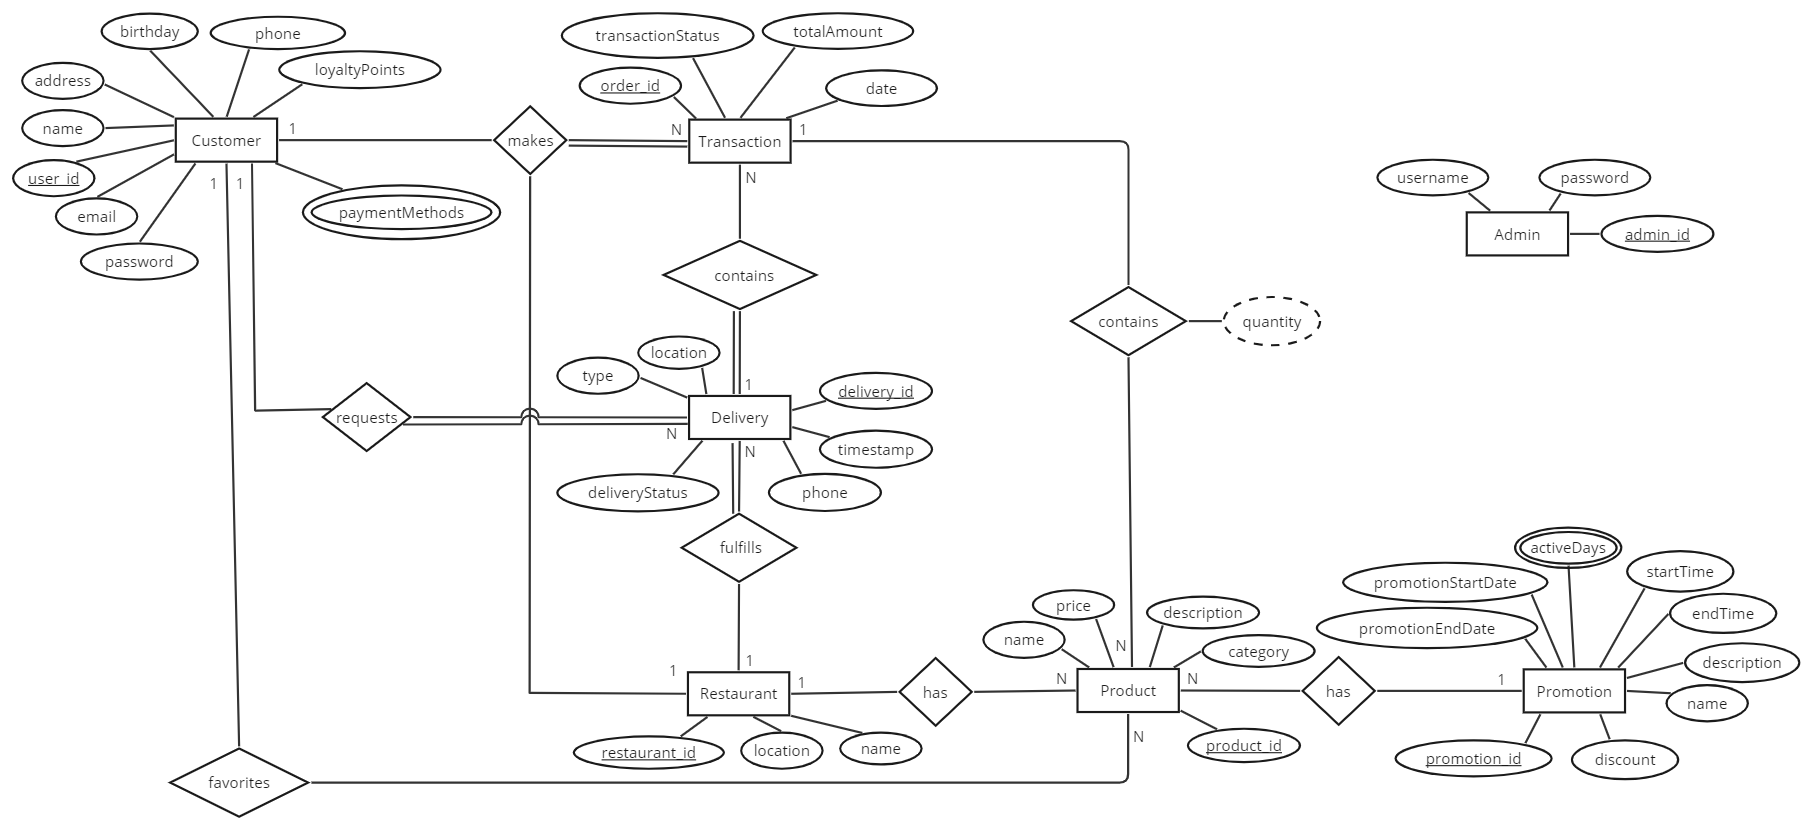 birthday
phone
transactionStatus
totalAmount
address
loyaltyPoints
order_id
date
name
Customer
1
makes
N
Transaction
1
user_id
1
1
N
username
password
email
paymentMethods
password
contains
Admin
admin_id
contains
quantity
location
type
1
delivery_id
requests
Delivery
N
N
timestamp
deliveryStatus
phone
fulfills
activeDays
promotionStartDate
startTime
price
description
endTime
name
promotionEndDate
N
category
description
1
1
Restaurant
1
has
N
Product
N
has
1
Promotion
name
restaurant_id
location
name
N
product_id
promotion_id
discount
favorites